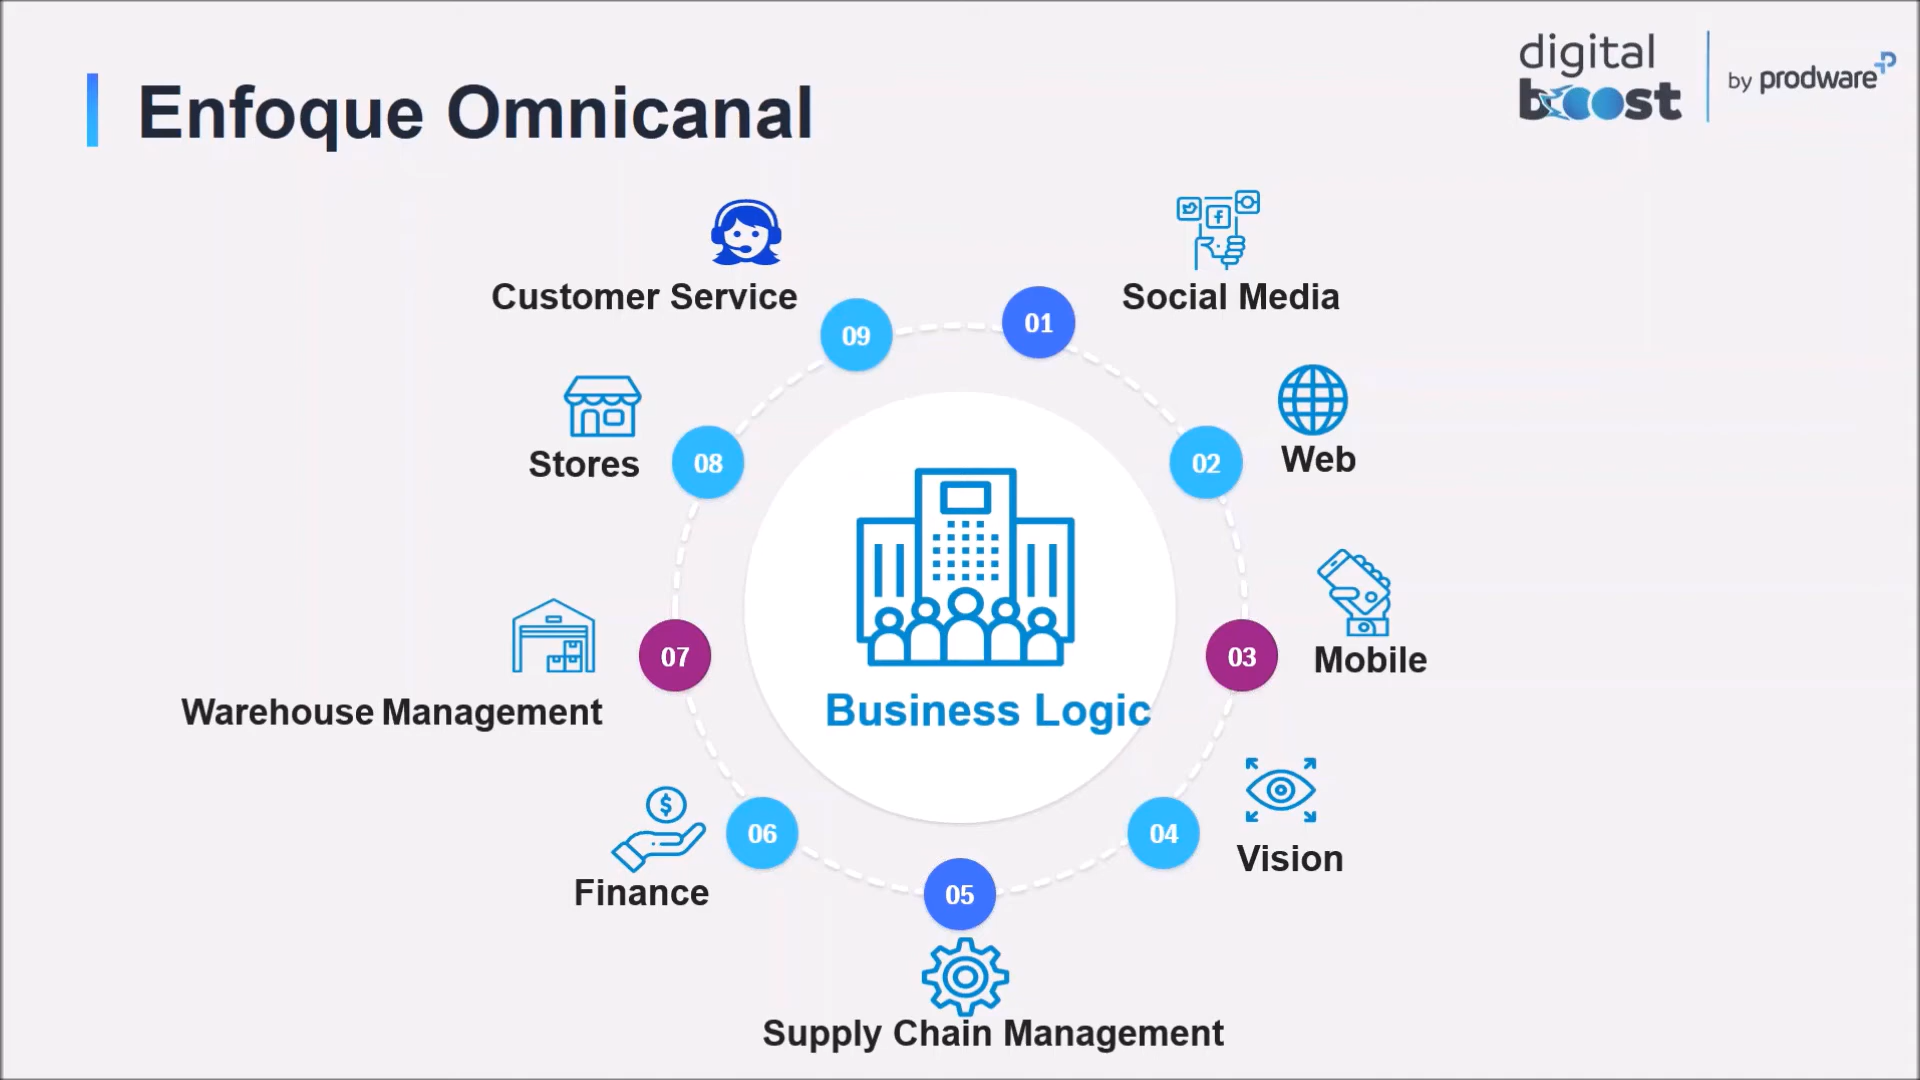 Enfoque Omnicanal
digital
boost
by prodware
Customer Service
Social Media
09
01
Stores
08
02
Web
Business Logic
Warehouse Management
07
03
Mobile
Finance
06
04
Vision
05
Supply Chain Management